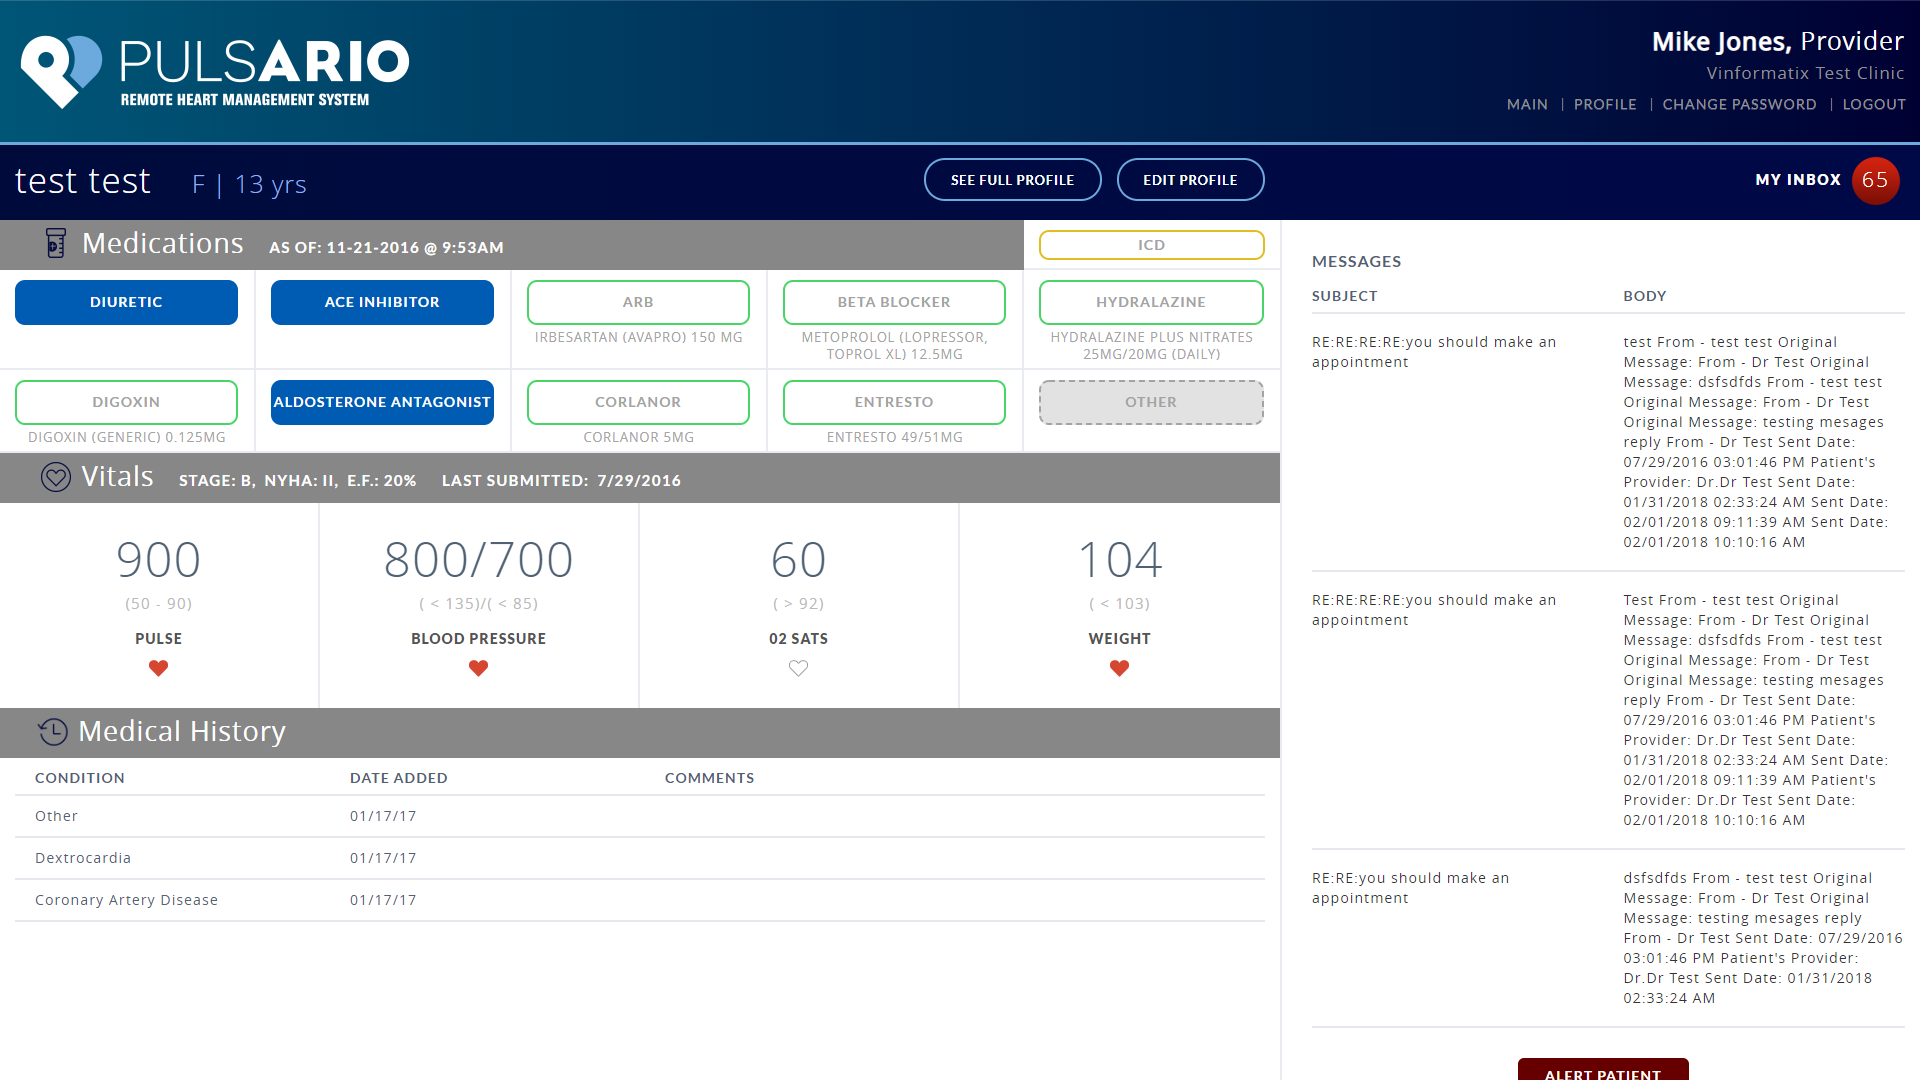 PULSARIO
REMOTE HEART MANAGEMENT SYSTEM
Mike Jones, Provider
Vinformatix Test Clinic
MAIN | PROFILE | CHANGE PASSWORD | LOGOUT
test test F | 13 yrs
SEE FULL PROFILE
EDIT PROFILE
MY INBOX 65
Medications AS OF: 11-21-2016 @ 9:53AM
ICD
DIURETIC
ACE INHIBITOR
ARB
IRBESARTAN (AVAPRO) 150 MG
BETA BLOCKER
METOPROLOL (LOPRESSOR,
TOPROL XL) 12.5MG
HYDRALAZINE
HYDRALAZINE PLUS NITRATES
25MG/20MG (DAILY)
DIGOXIN
DIGOXIN (GENERIC) 0.125MG
ALDOSTERONE ANTAGONIST
CORLANOR
CORLANOR 5MG
ENTRESTO
ENTRESTO 49/51MG
OTHER
Vitals STAGE: B, NYHA: II, E.F.: 20% LAST SUBMITTED: 7/29/2016
900
(50 - 90)
PULSE
800/700
( < 135)/( < 85)
BLOOD PRESSURE
60
( > 92)
02 SATS
104
( < 103)
WEIGHT
Medical History
CONDITION DATE ADDED COMMENTS
Other 01/17/17
Dextrocardia 01/17/17
Coronary Artery Disease 01/17/17
MESSAGES
SUBJECT BODY
RE:RE:RE:RE:you should make an
appointment
test From - test test Original
Message: From - Dr Test Original
Message: dsfsdfds From - test test
Original Message: From - Dr Test
Original Message: testing mesages
reply From - Dr Test Sent Date:
07/29/2016 03:01:46 PM Patient's
Provider: Dr.Dr Test Sent Date:
01/31/2018 02:33:24 AM Sent Date:
02/01/2018 09:11:39 AM Sent Date:
02/01/2018 10:10:16 AM
RE:RE:RE:RE:you should make an
appointment
Test From - test test Original
Message: From - Dr Test Original
Message: dsfsdfds From - test test
Original Message: From - Dr Test
Original Message: testing mesages
reply From - Dr Test Sent Date:
07/29/2016 03:01:46 PM Patient's
Provider: Dr.Dr Test Sent Date:
01/31/2018 02:33:24 AM Sent Date:
02/01/2018 09:11:39 AM Patient's
Provider: Dr.Dr Test Sent Date:
02/01/2018 10:10:16 AM
RE:RE:you should make an
appointment
dsfsdfds From - test test Original
Message: From - Dr Test Original
Message: testing mesages reply
From - Dr Test Sent Date: 07/29/2016
03:01:46 PM Patient's Provider:
Dr.Dr Test Sent Date: 01/31/2018
02:33:24 AM
ALERT PATIENT